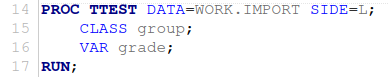 14 PROC TTEST DATA=WORK.IMPORT SIDE=L;
15 CLASS group;
16 VAR grade;
17 RUN;